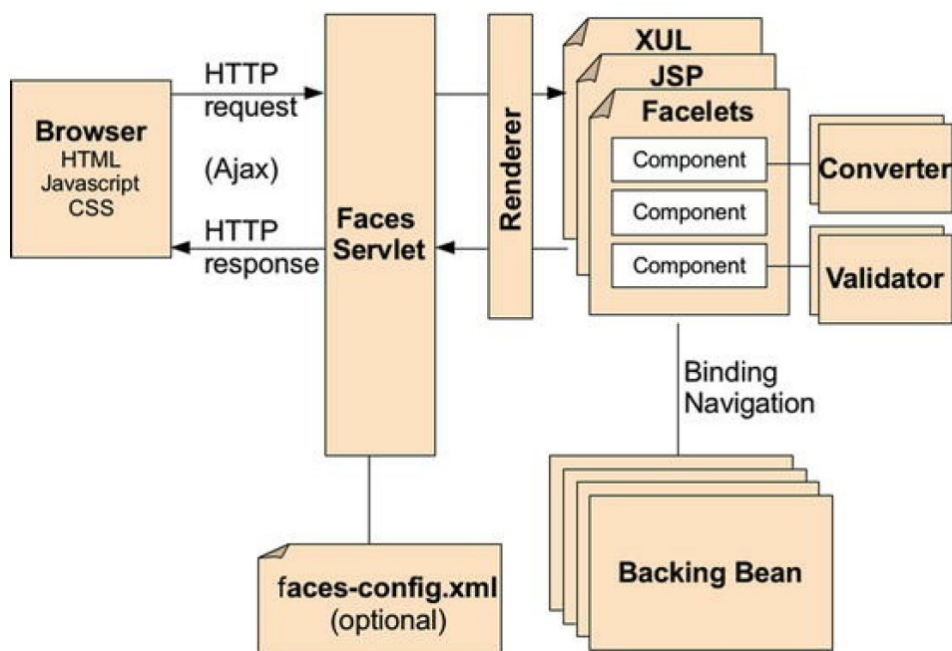 Browser
HTML
Javascript
CSS
HTTP
request
(Ajax)
HTTP
response
Faces
Servlet
Renderer
XUL
JSP
Facelets
Component
Component
Component
Converter
Validator
Binding
Navigation
faces-config.xml
(optional)
Backing Bean